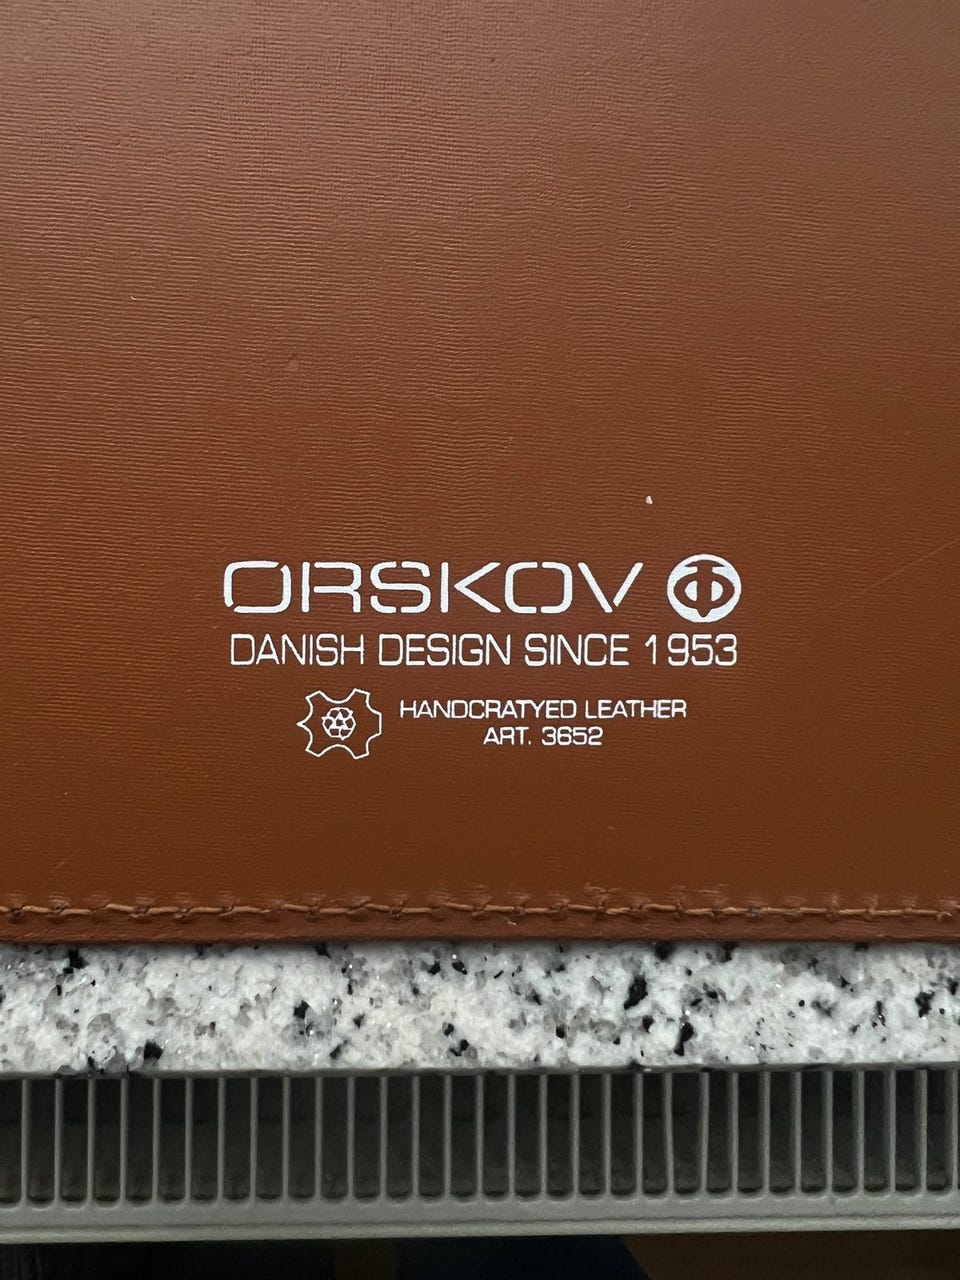 ORSKOV
DANISH DESIGN SINCE 1953
HANDCRATYED LEATHER
ART. 3652